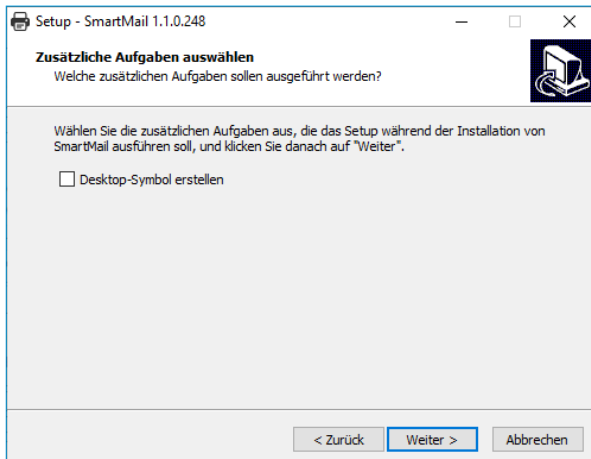 Setup - SmartMail 1.1.0.248
Zusätzliche Aufgaben auswählen
Welche zusätzlichen Aufgaben sollen ausgeführt werden?
Wählen Sie die zusätzlichen Aufgaben aus, die das Setup während der Installation von
SmartMail ausführen soll, und klicken Sie danach auf "Weiter".
Desktop-Symbol erstellen
< Zurück
Weiter >
Abbrechen